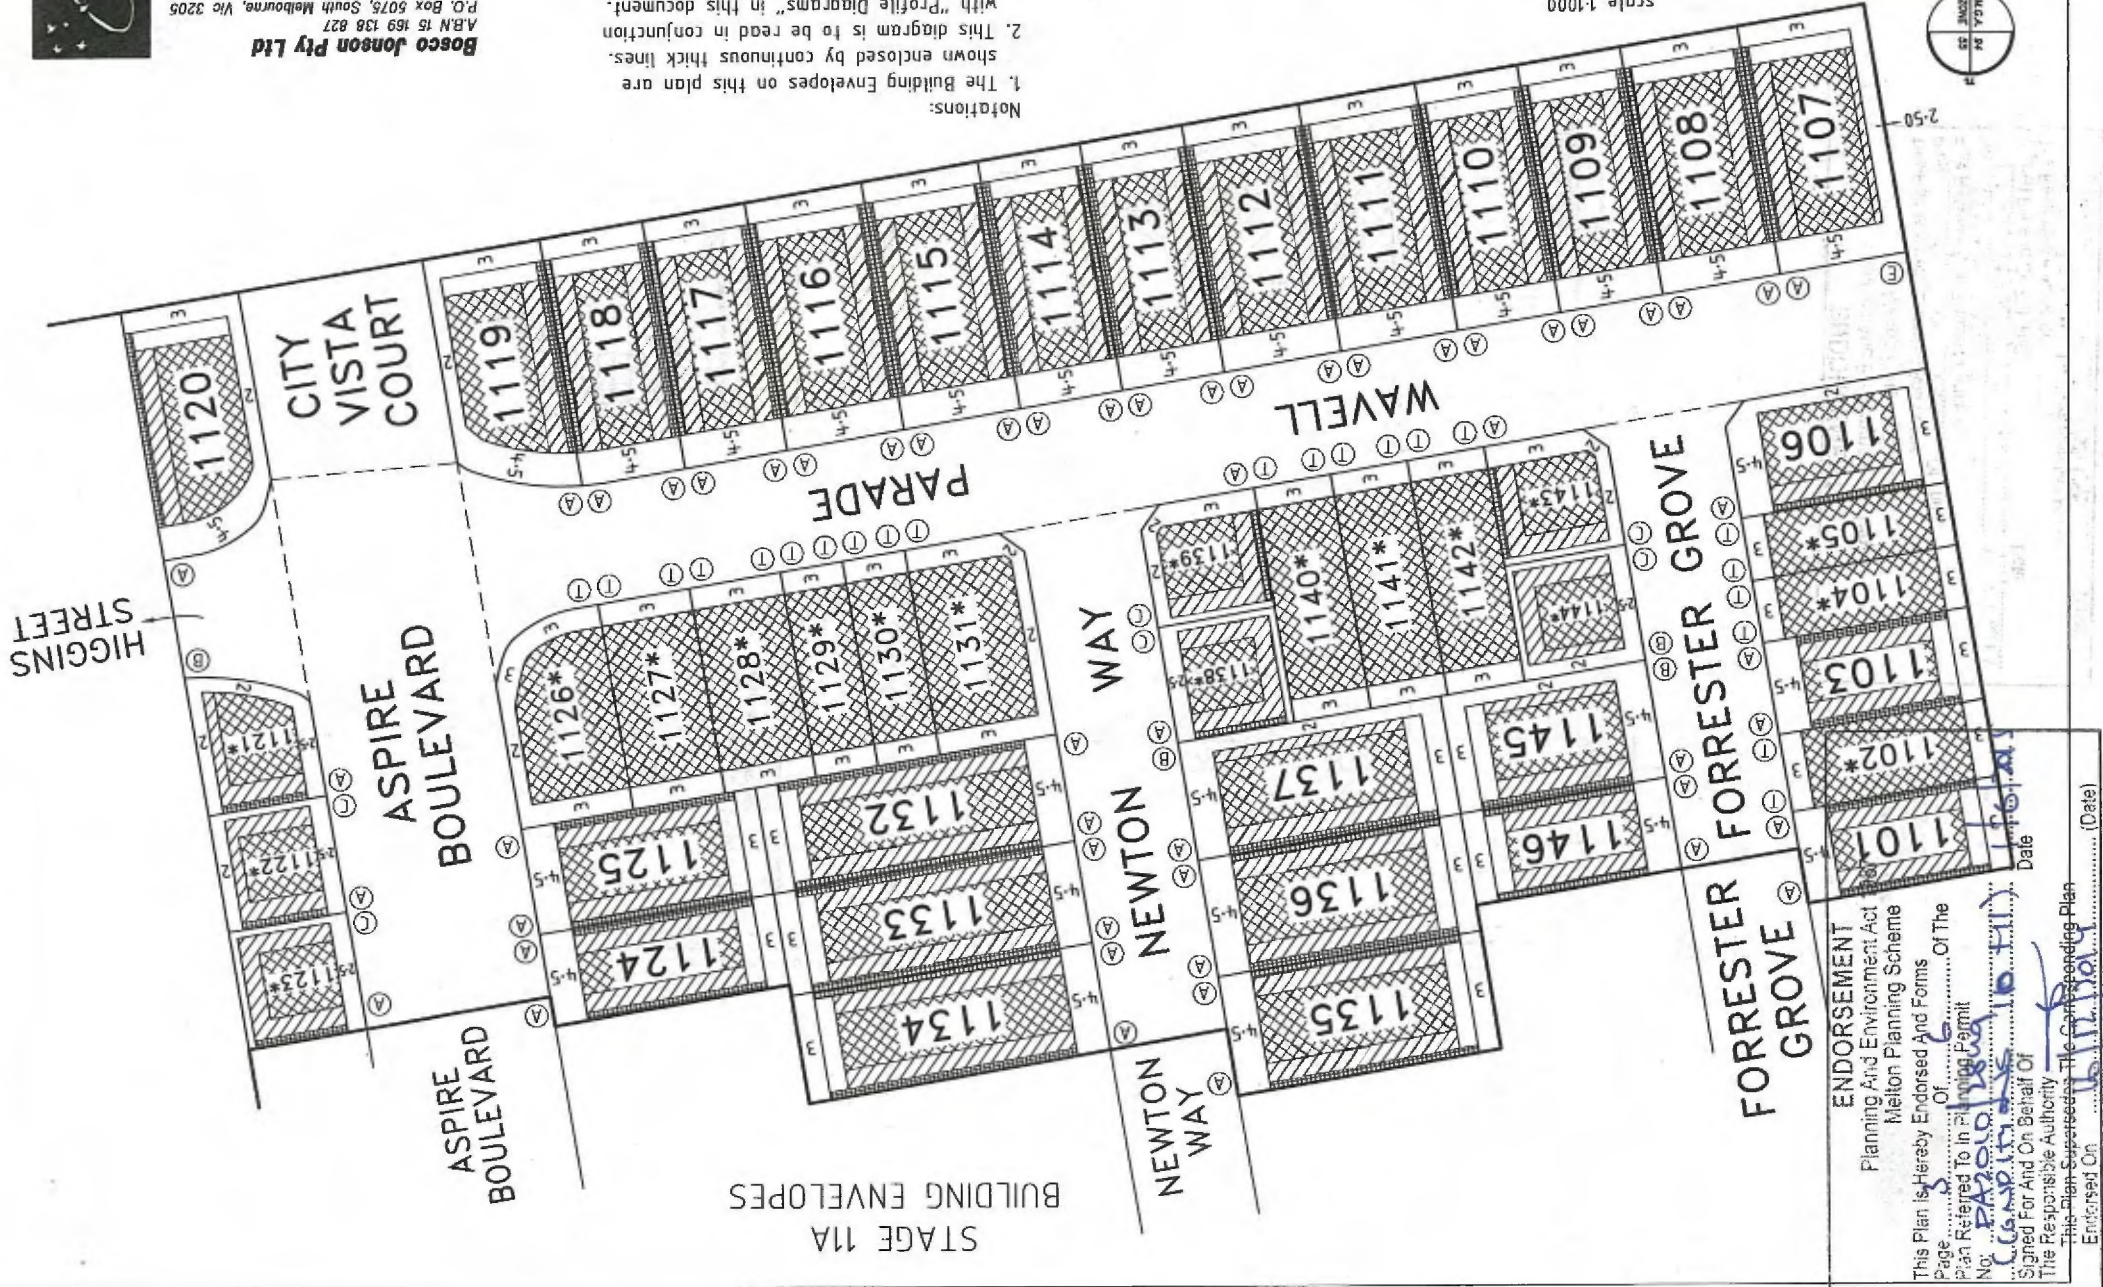 STAGE 11A
BUILDING ENVELOPES
ASPIRE
BOULEVARD
NEWTON
WAY
FORRESTER
GROVE
1134
1135
1124
1133
1136
1146
1101
1125
1132
1137
1145
1102*
1103
1104*
1105*
1106
1123*
1122*
1121*
ASPIRE
BOULEVARD
NEWTON
WAY
FORRESTER GROVE
1126*
1127*
1128*
1129*
1130*
1131*
1138*
1139*
1140*
1141*
1142*
1143*
1144*
HIGGINS
STREET
WAVELL
PARADE
CITY
VISTA
COURT
1120
1119
1118
1117
1116
1115
1114
1113
1112
1111
1110
1109
1108
1107
2·50
Notations:
1. The Building Envelopes on this plan are
shown enclosed by continuous thick lines.
2. This diagram is to be read in conjunction
with "Profile Diagrams" in this document.
scale 1:1000
Bosco Jonson Pty Ltd
A.B.N 15 169 138 827
P.O. Box 5075, South Melbourne, Vic 3205
M.G.A. 94
ZONE 55
ENDORSEMENT
Planning And Environment Act
Melton Planning Scheme
This Plan is Hereby Endorsed And Forms
Page 3 Of 6 Of The
Plan Referred To In Planning Permit
No:
Date
Signed For And On Behalf Of
The Responsible Authority
This Plan Supersedes The Corresponding Plan
Endorsed On (Date)